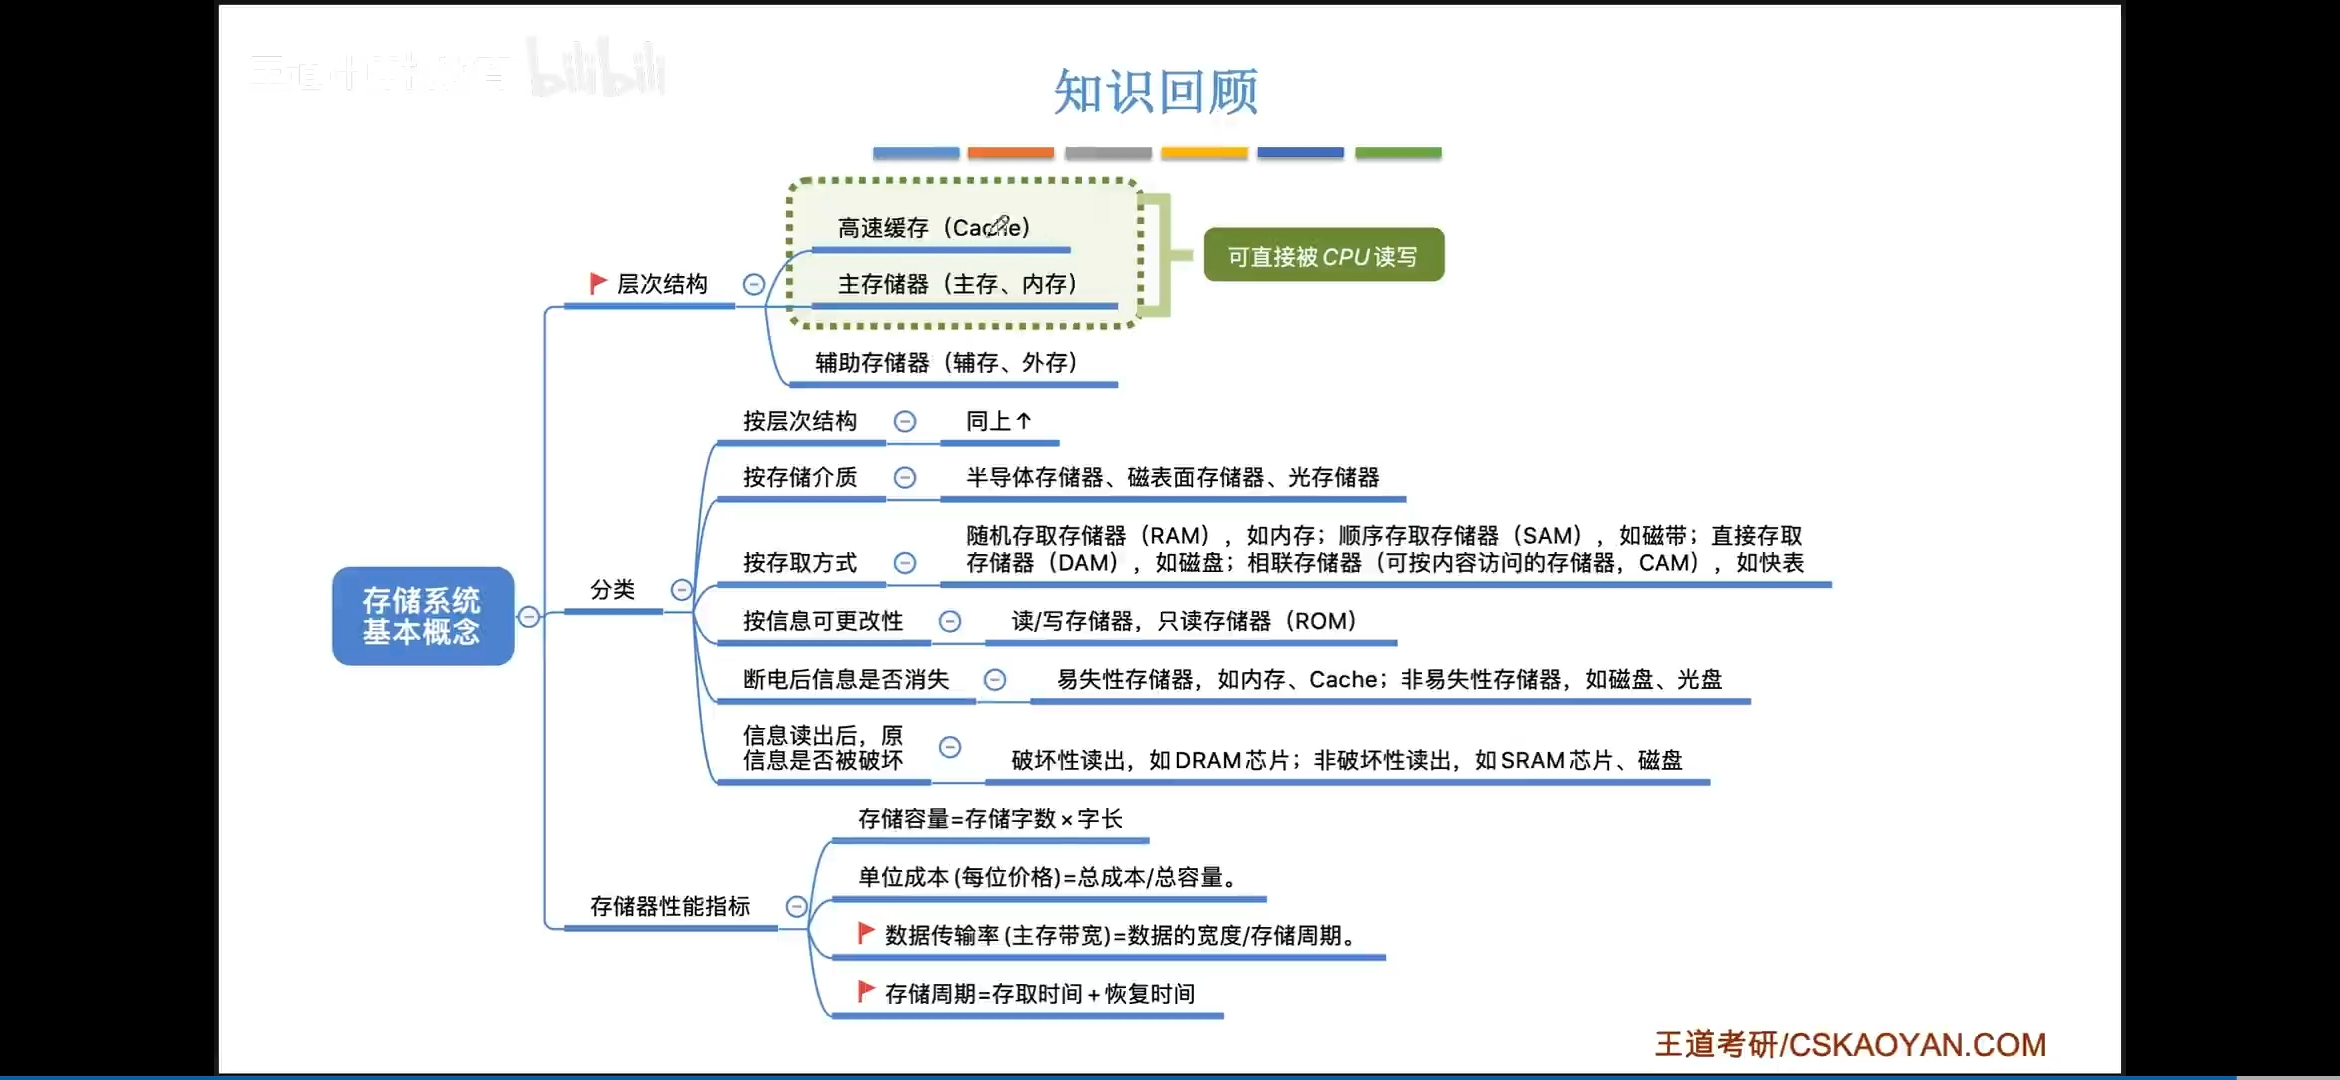 bilibili
知识回顾
高速缓存（Cache）
可直接被CPU读写
层次结构
主存储器（主存、内存）
辅助存储器（辅存、外存）
按层次结构
同上↑
按存储介质
半导体存储器、磁表面存储器、光存储器
随机存取存储器（RAM），如内存；顺序存取存储器（SAM），如磁带；直接存取
按存取方式
存储器（DAM），如磁盘；相联存储器（可按内容访问的存储器，CAM），如快表
分类
存储系统
基本概念
按信息可更改性
读/写存储器，只读存储器（ROM）
断电后信息是否消失
易失性存储器，如内存、Cache；非易失性存储器，如磁盘、光盘
信息读出后，原
信息是否被破坏
破坏性读出，如DRAM芯片；非破坏性读出，如SRAM芯片、磁盘
存储容量=存储字数×字长
单位成本(每位价格)=总成本/总容量。
存储器性能指标
数据传输率(主存带宽)=数据的宽度/存储周期。
存储周期=存取时间+恢复时间
王道考研/CSKAOYAN.COM